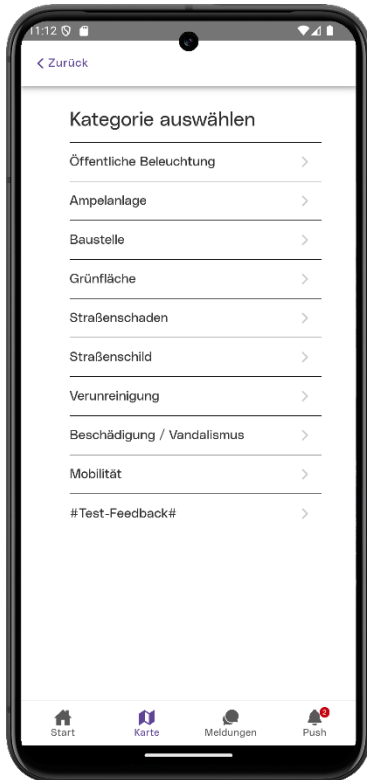 11:12
Zurück
Kategorie auswählen
Öffentliche Beleuchtung
Ampelanlage
Baustelle
Grünfläche
Straßenschaden
Straßenschild
Verunreinigung
Beschädigung / Vandalismus
Mobilität
#Test-Feedback#
2
Start Karte Meldungen Push